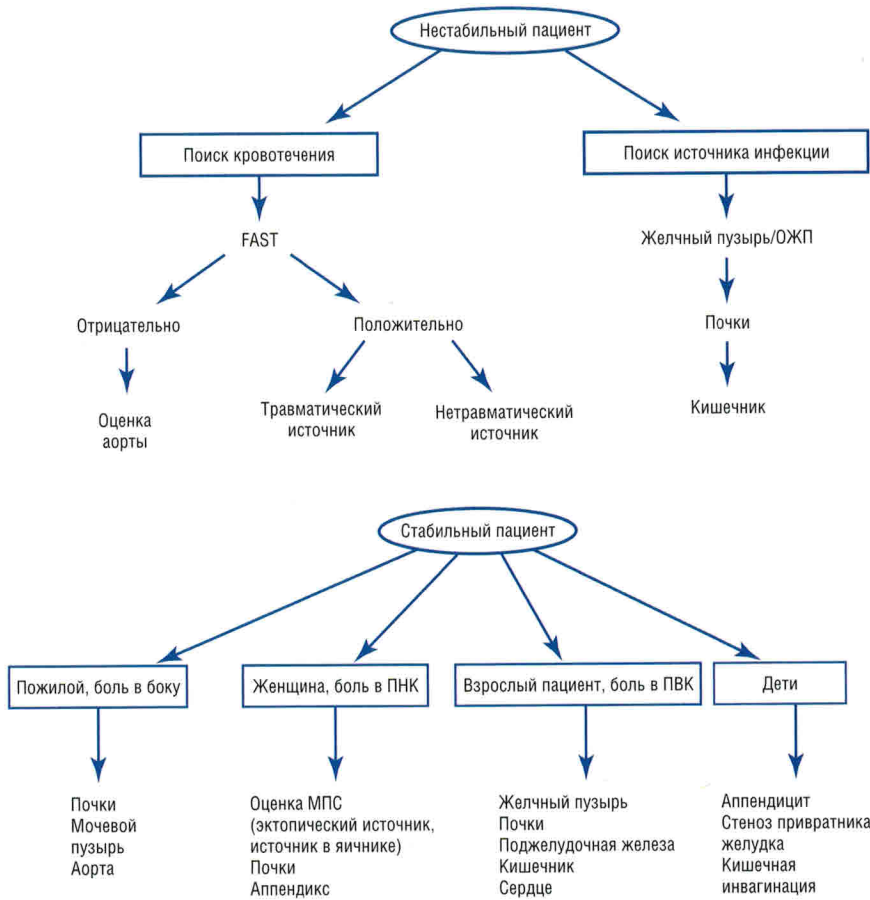 Нестабильный пациент
Поиск кровотечения
Поиск источника инфекции
FAST
Желчный пузырь/ОЖП
Отрицательно
Положительно
Почки
Оценка
аорты
Травматический
источник
Нетравматический
источник
Кишечник
Стабильный пациент
Пожилой, боль в боку
Женщина, боль в ПНК
Взрослый пациент, боль в ПВК
Дети
Почки
Мочевой
пузырь
Аорта
Оценка МПС
(эктопический источник,
источник в яичнике)
Почки
Аппендикс
Желчный пузырь
Почки
Поджелудочная железа
Кишечник
Сердце
Аппендицит
Стеноз привратника
желудка
Кишечная
инвагинация